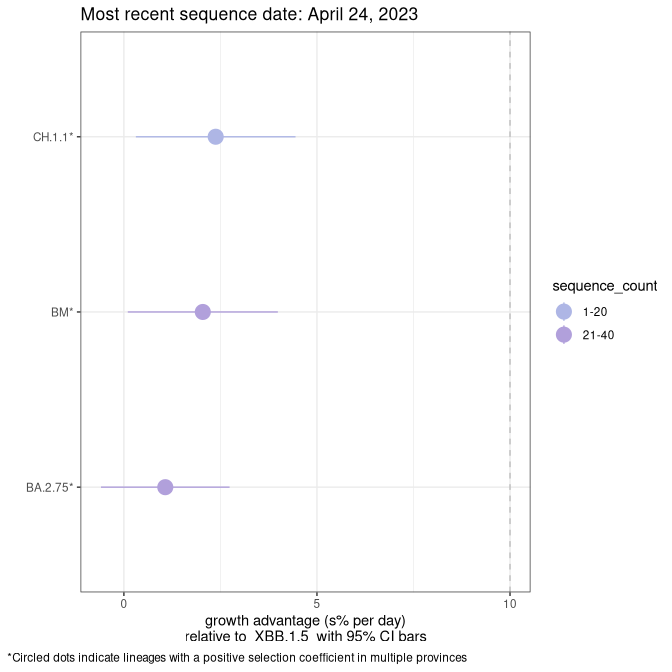 Most recent sequence date: April 24, 2023
CH.1.1*
BM*
BA.2.75*
0 5 10
growth advantage (s% per day)
relative to XBB.1.5 with 95% CI bars
sequence_count
1-20
21-40
*Circled dots indicate lineages with a positive selection coefficient in multiple provinces